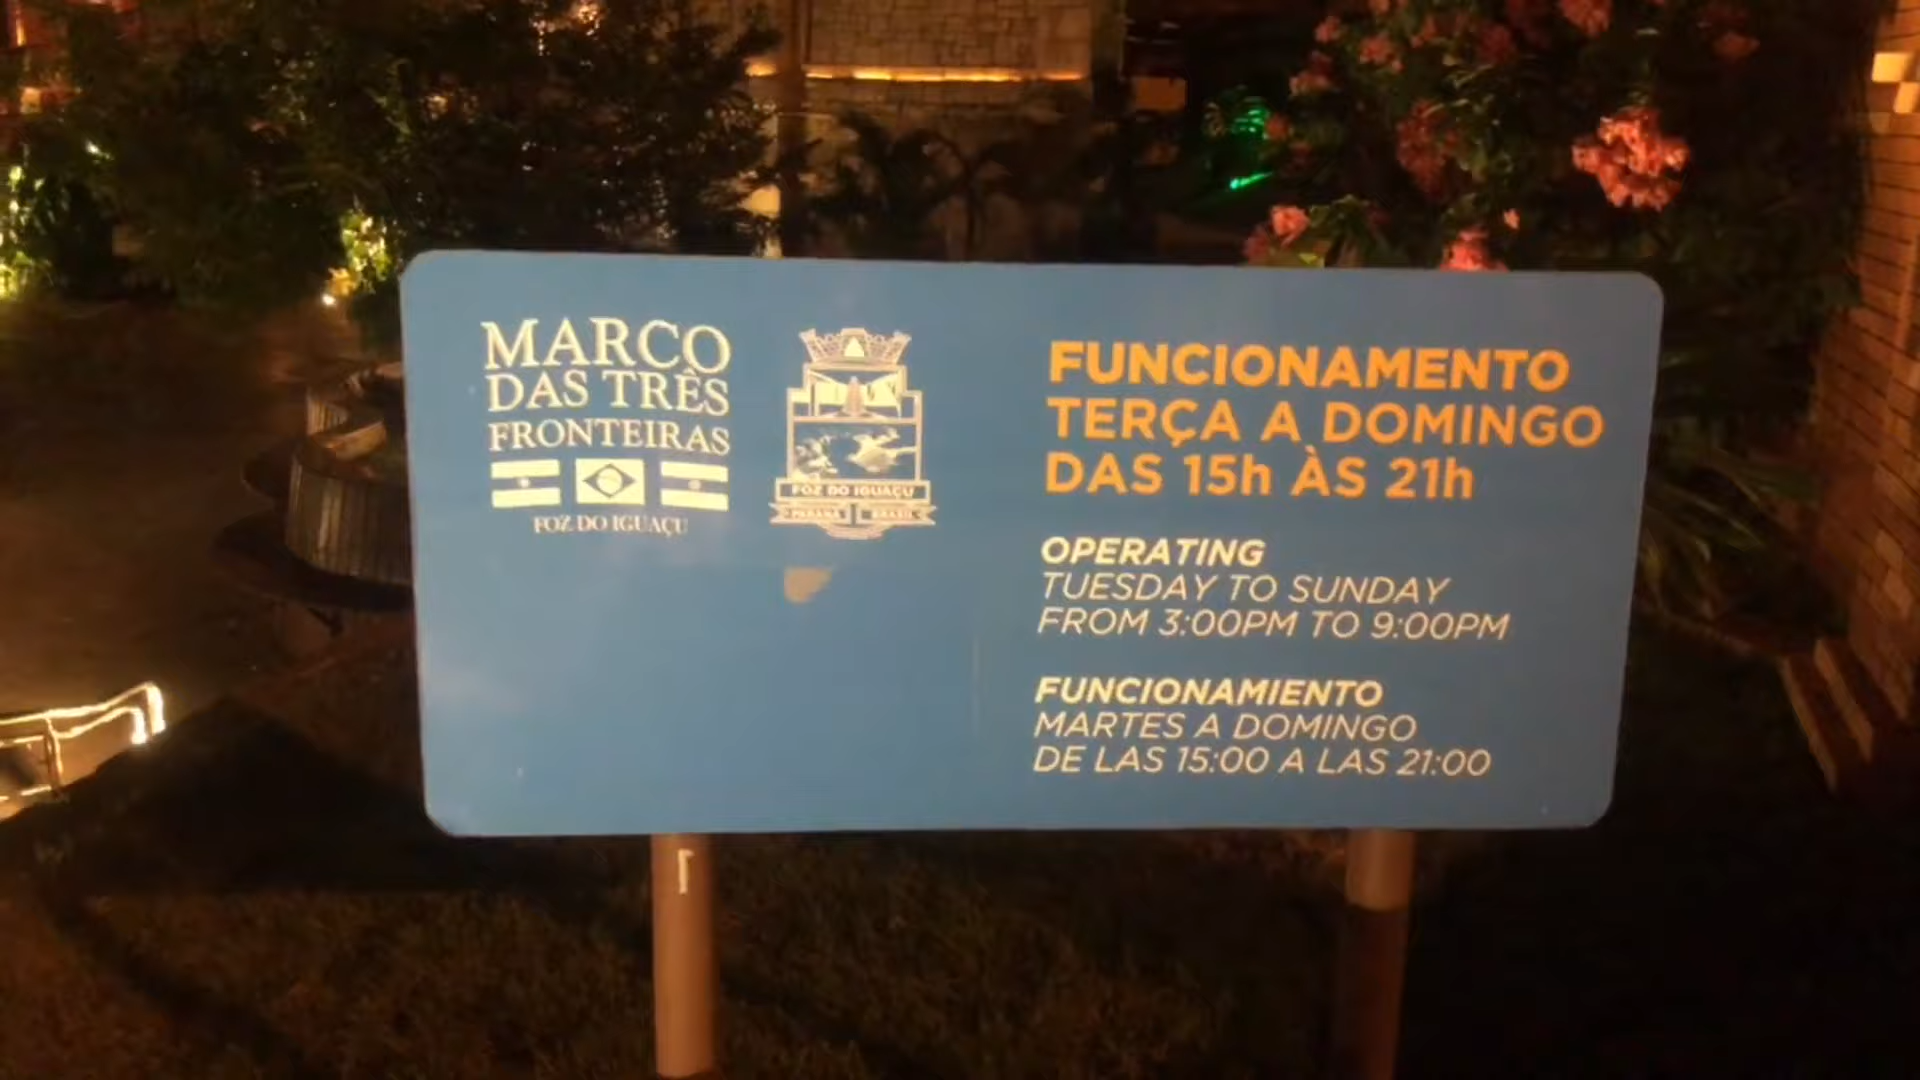 MARCO
DAS TRÊS
FRONTEIRAS
FOZ DO IGUAÇU
FOZ DO IGUAÇU
PARANÁ BRASIL
FUNCIONAMENTO
TERÇA A DOMINGO
DAS 15h ÀS 21h
OPERATING
TUESDAY TO SUNDAY
FROM 3:00PM TO 9:00PM
FUNCIONAMIENTO
MARTES A DOMINGO
DE LAS 15:00 A LAS 21:00